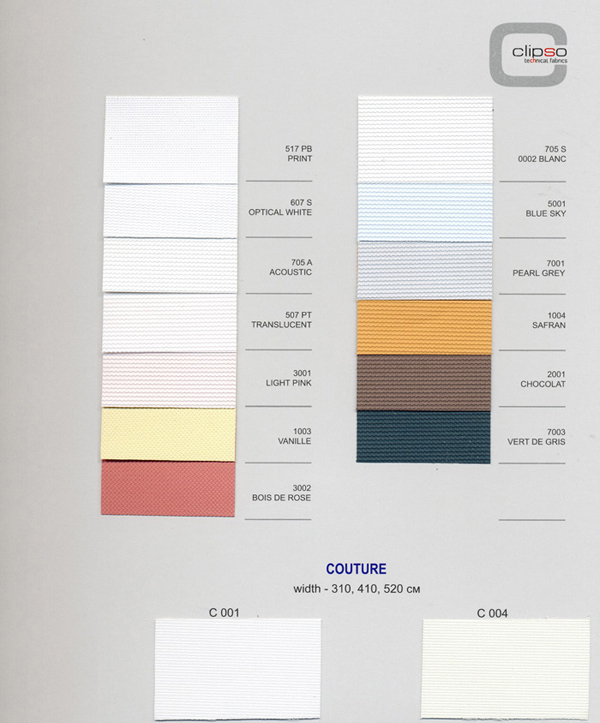 clipso
technical fabrics
517 PB
PRINT
607 S
OPTICAL WHITE
705 A
ACOUSTIC
507 PT
TRANSLUCENT
3001
LIGHT PINK
1003
VANILLE
3002
BOIS DE ROSE
705 S
0002 BLANC
5001
BLUE SKY
7001
PEARL GREY
1004
SAFRAN
2001
CHOCOLAT
7003
VERT DE GRIS
COUTURE
width - 310, 410, 520 см
C 001
C 004